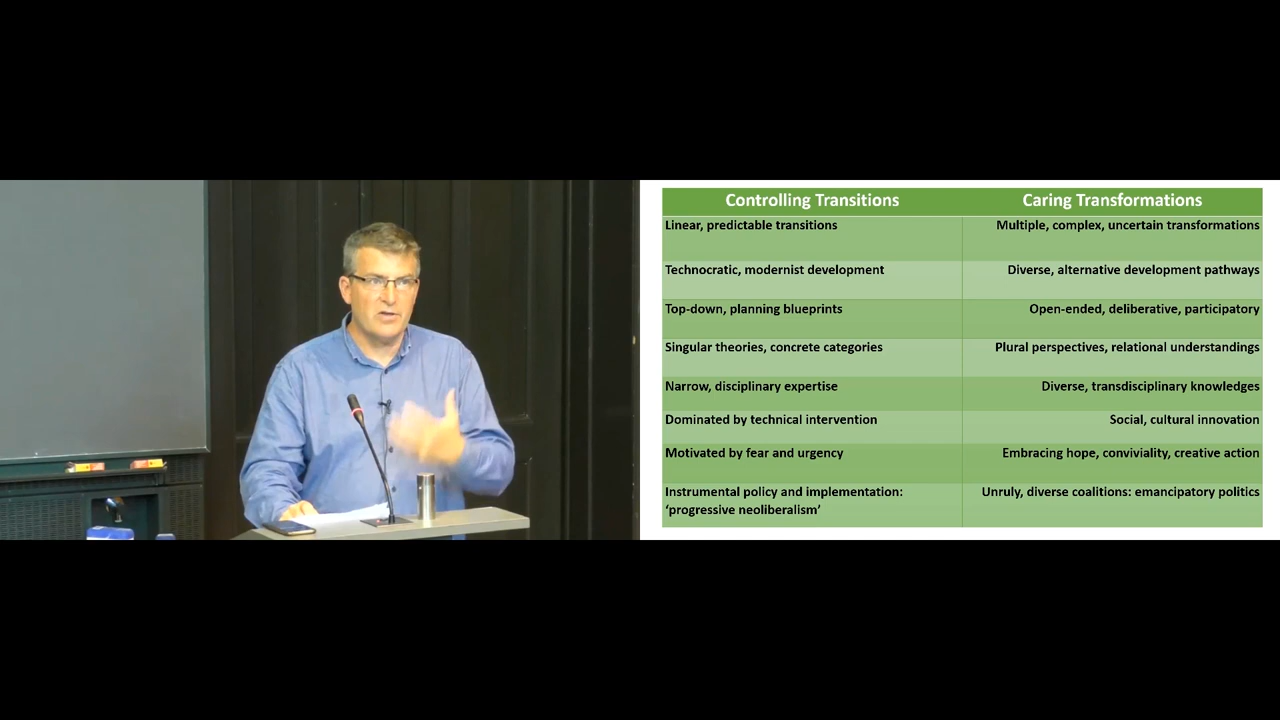 Controlling Transitions
Caring Transformations
Linear, predictable transitions
Multiple, complex, uncertain transformations
Technocratic, modernist development
Diverse, alternative development pathways
Top-down, planning blueprints
Open-ended, deliberative, participatory
Singular theories, concrete categories
Plural perspectives, relational understandings
Narrow, disciplinary expertise
Diverse, transdisciplinary knowledges
Dominated by technical intervention
Social, cultural innovation
Motivated by fear and urgency
Embracing hope, conviviality, creative action
Instrumental policy and implementation:
‘progressive neoliberalism’
Unruly, diverse coalitions: emancipatory politics